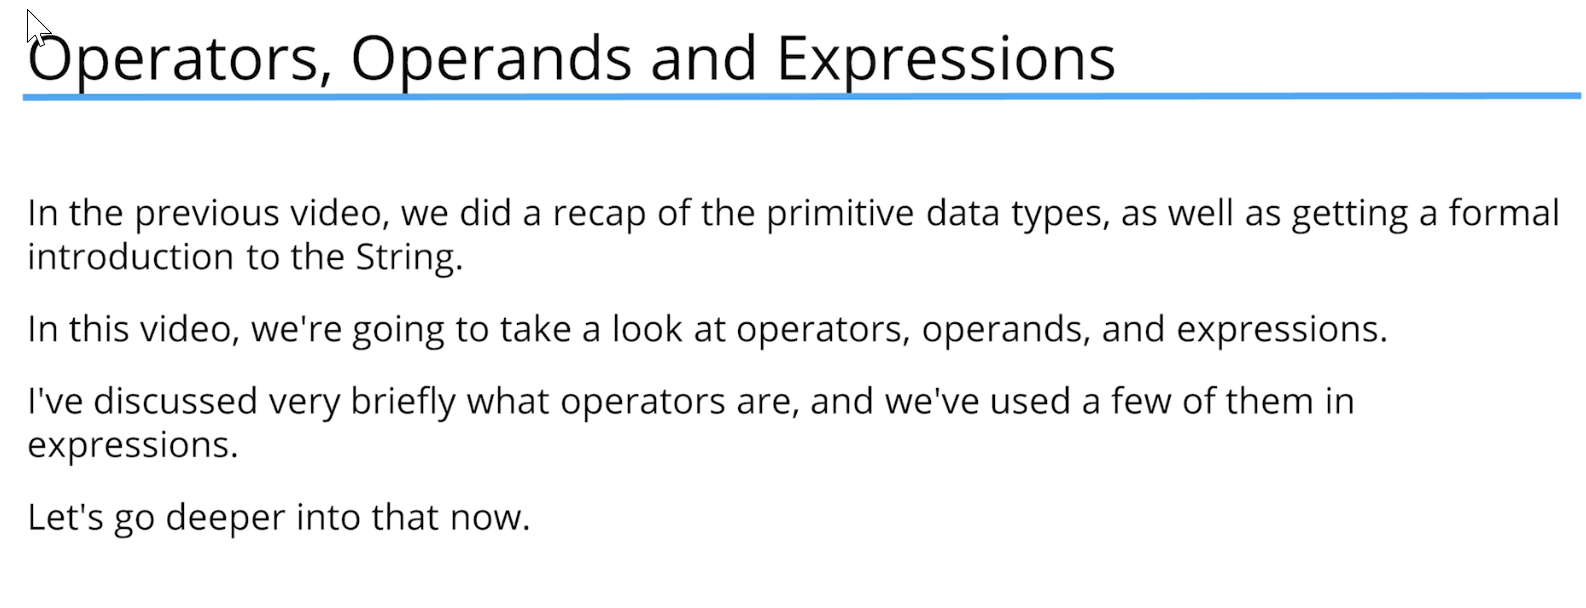 Operators, Operands and Expressions
In the previous video, we did a recap of the primitive data types, as well as getting a formal
introduction to the String.
In this video, we're going to take a look at operators, operands, and expressions.
I've discussed very briefly what operators are, and we've used a few of them in
expressions.
Let's go deeper into that now.